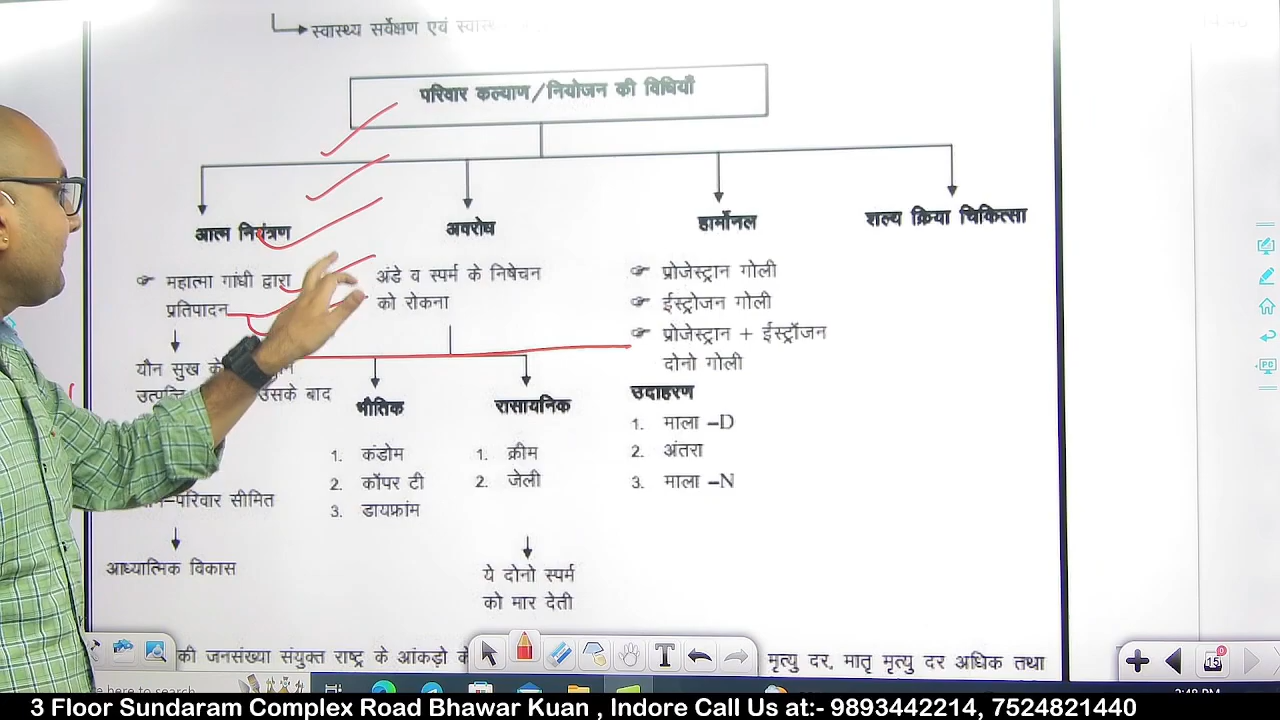 स्वास्थ्य सर्वेक्षण एवं
परिवार कल्याण/नियोजन की विधियाँ
आत्म नियंत्रण
अवरोध
हार्मोनल
शल्य क्रिया चिकित्सा
महात्मा गांधी द्वारा
प्रतिपादन
यौन सुख के
उसके बाद
परिवार सीमित
आध्यात्मिक विकास
अंडे व स्पर्म के निषेचन
को रोकना
भौतिक
1. कंडोम
2. कॉपर टी
3. डायफ्रांम
रासायनिक
1. क्रीम
2. जेली
ये दोनो स्पर्म
को मार देती
प्रोजेस्ट्रान गोली
ईस्ट्रोजन गोली
प्रोजेस्ट्रान + ईस्ट्रॉजन
दोनो गोली
उदाहरण
1. माला –D
2. अंतरा
3. माला –N
की जनसंख्या संयुक्त राष्ट्र के आंकड़ो मृत्यु दर, मातृ मृत्यु दर अधिक तथा
15
3 Floor Sundaram Complex Road Bhawar Kuan , Indore Call Us at:- 9893442214, 7524821440